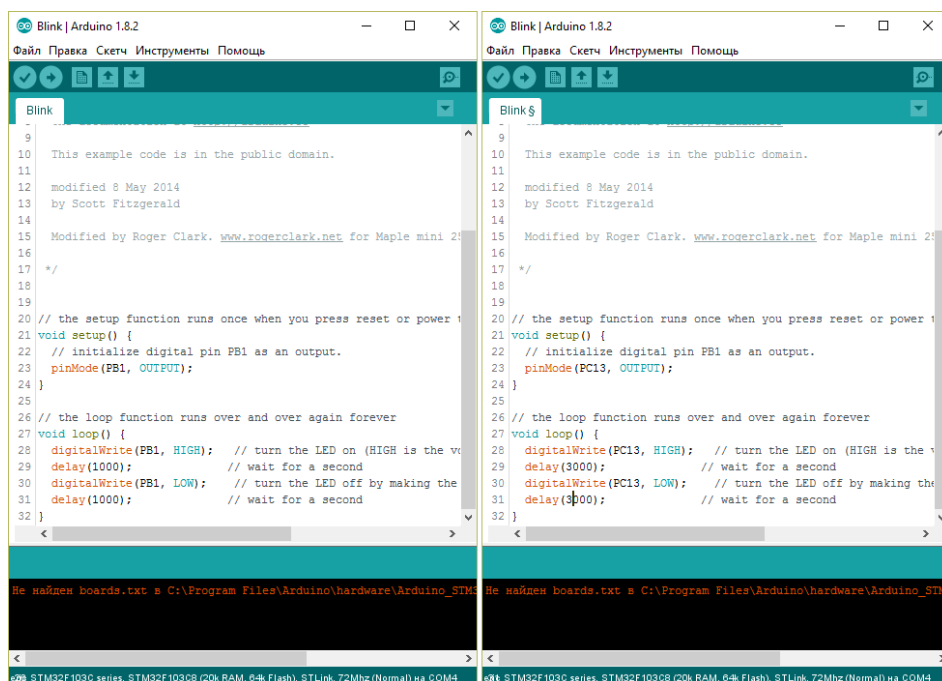 Blink | Arduino 1.8.2
Файл Правка Скетч Инструменты Помощь
Blink
9
10 This example code is in the public domain.
11
12 modified 8 May 2014
13 by Scott Fitzgerald
14
15 Modified by Roger Clark. www.rogerclark.net for Maple mini
16
17 */
18
19
20 // the setup function runs once when you press reset or power
21 void setup() {
22 // initialize digital pin PB1 as an output.
23 pinMode(PB1, OUTPUT);
24 }
25
26 // the loop function runs over and over again forever
27 void loop() {
28 digitalWrite(PB1, HIGH); // turn the LED on (HIGH is the
29 delay(1000); // wait for a second
30 digitalWrite(PB1, LOW); // turn the LED off by making the
31 delay(1000); // wait for a second
32 }
Не найден boards.txt в C:\Program Files\Arduino\hardware\Arduino_STM3
STM32F103C series, STM32F103C8 (20k RAM, 64k Flash), STLink, 72Mhz (Normal) на COM4
Blink | Arduino 1.8.2
Файл Правка Скетч Инструменты Помощь
Blink §
9
10 This example code is in the public domain.
11
12 modified 8 May 2014
13 by Scott Fitzgerald
14
15 Modified by Roger Clark. www.rogerclark.net for Maple mini
16
17 */
18
19
20 // the setup function runs once when you press reset or power
21 void setup() {
22 // initialize digital pin PB1 as an output.
23 pinMode(PC13, OUTPUT);
24 }
25
26 // the loop function runs over and over again forever
27 void loop() {
28 digitalWrite(PC13, HIGH); // turn the LED on (HIGH is the
29 delay(3000); // wait for a second
30 digitalWrite(PC13, LOW); // turn the LED off by making the
31 delay(3000); // wait for a second
32 }
Не найден boards.txt в C:\Program Files\Arduino\hardware\Arduino_STM
STM32F103C series, STM32F103C8 (20k RAM, 64k Flash), STLink, 72Mhz (Normal) на COM4